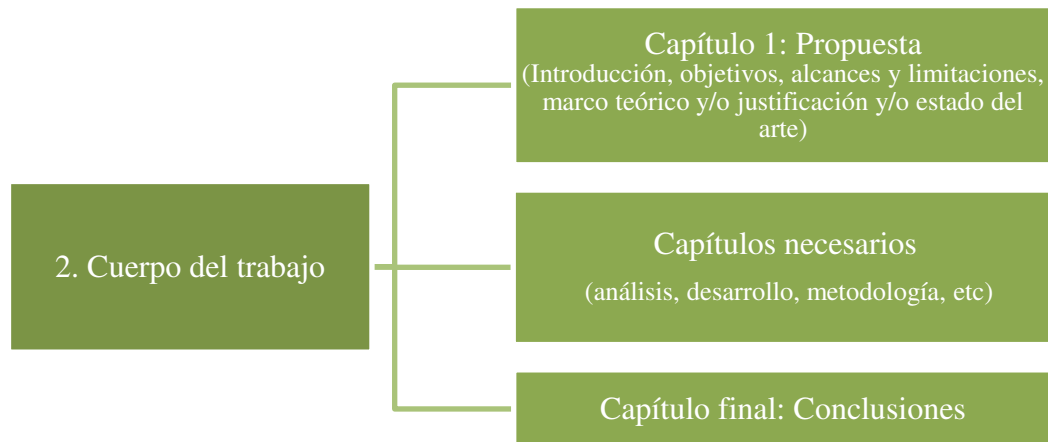 2. Cuerpo del trabajo
Capítulo 1: Propuesta
(Introducción, objetivos, alcances y limitaciones,
marco teórico y/o justificación y/o estado del
arte)
Capítulos necesarios
(análisis, desarrollo, metodología, etc)
Capítulo final: Conclusiones